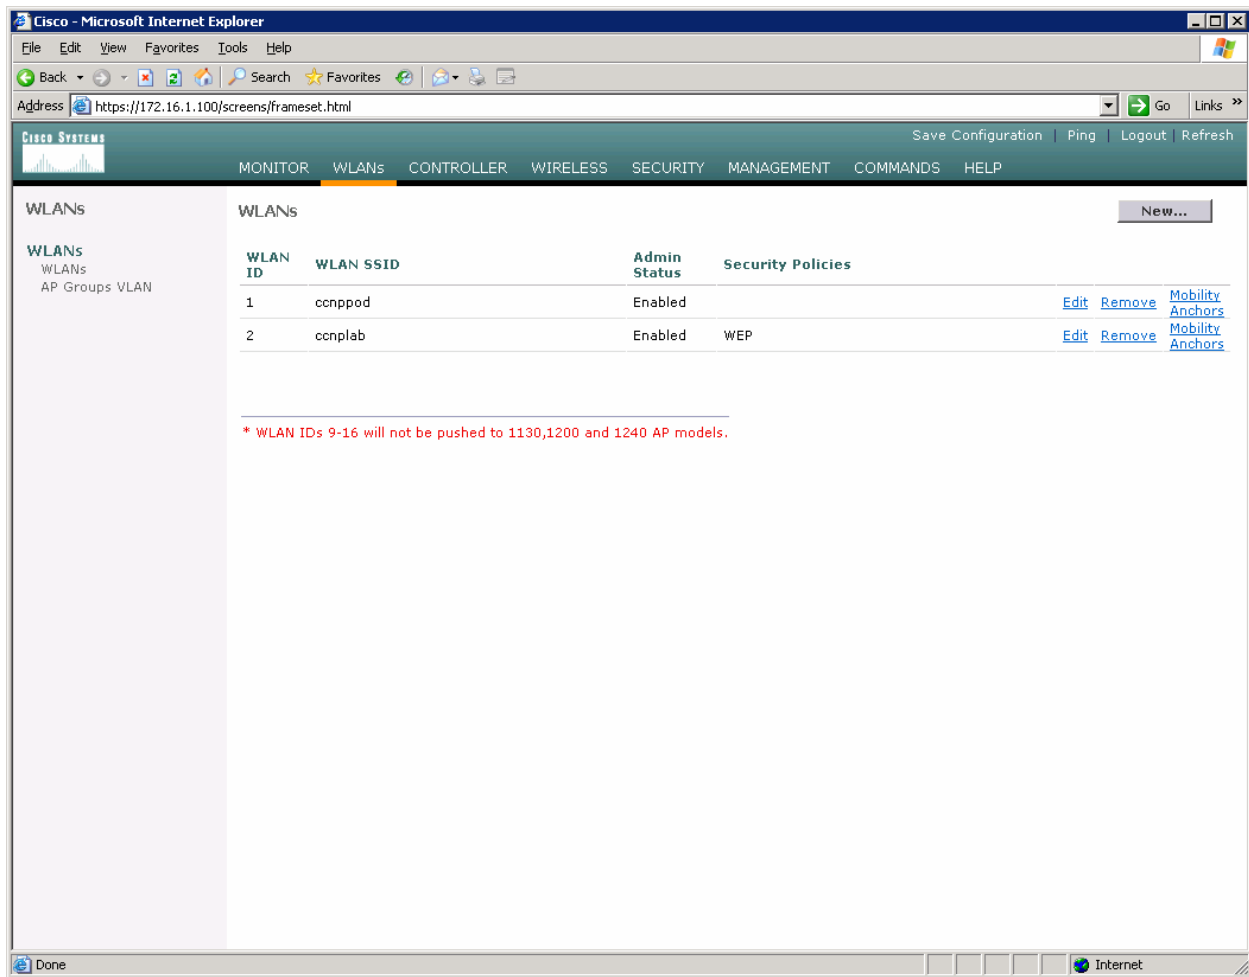 Cisco - Microsoft Internet Explorer
File Edit View Favorites Tools Help
Back Search Favorites
Address https://172.16.1.100/screens/frameset.html Go Links »
CISCO SYSTEMS
Save Configuration | Ping | Logout | Refresh
MONITOR WLANs CONTROLLER WIRELESS SECURITY MANAGEMENT COMMANDS HELP
WLANs
WLANs
WLANs
AP Groups VLAN
WLANs New...
WLAN ID WLAN SSID Admin Status Security Policies
1 ccnppod Enabled Edit Remove Mobility Anchors
2 ccnplab Enabled WEP Edit Remove Mobility Anchors
* WLAN IDs 9-16 will not be pushed to 1130,1200 and 1240 AP models.
Done Internet